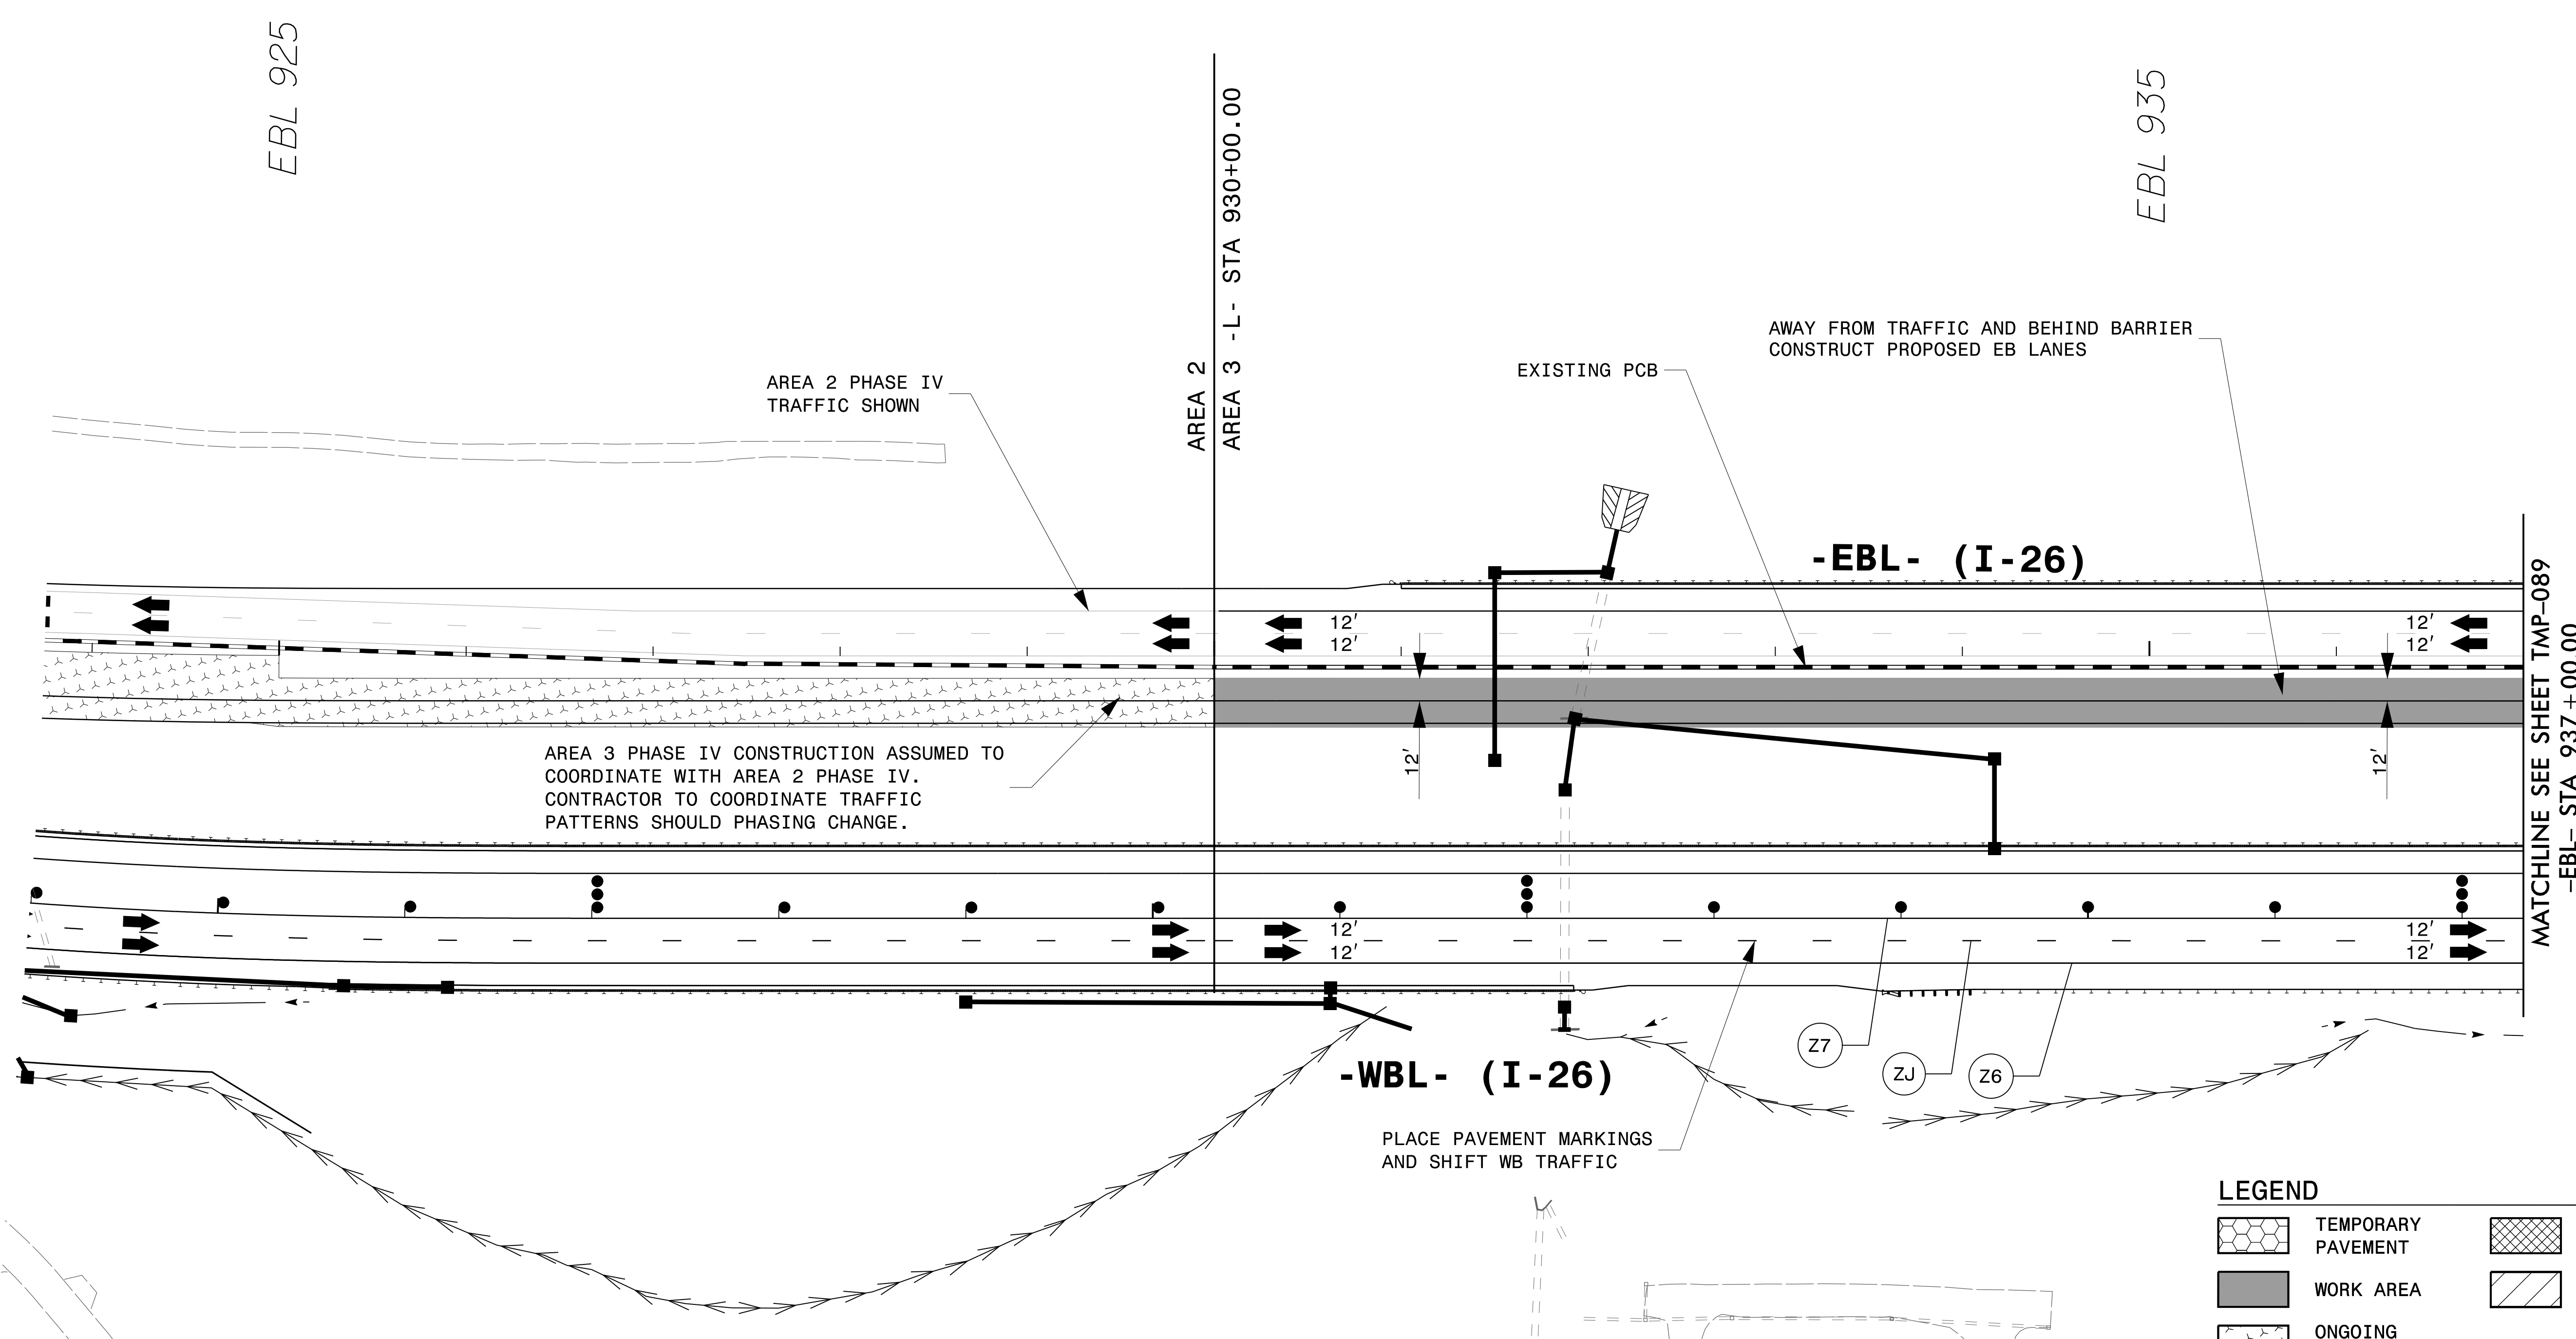 EBL 925
EBL 935
AREA 2
AREA 3 -L- STA 930+00.00
AWAY FROM TRAFFIC AND BEHIND BARRIER
CONSTRUCT PROPOSED EB LANES
EXISTING PCB
AREA 2 PHASE IV
TRAFFIC SHOWN
-EBL- (I-26)
12'
12'
12'
12'
12'
12'
AREA 3 PHASE IV CONSTRUCTION ASSUMED TO
COORDINATE WITH AREA 2 PHASE IV.
CONTRACTOR TO COORDINATE TRAFFIC
PATTERNS SHOULD PHASING CHANGE.
MATCHLINE SEE SHEET TMP-089
-EBL- STA 937+00.00
12'
12'
12'
12'
Z7
ZJ
Z6
-WBL- (I-26)
PLACE PAVEMENT MARKINGS
AND SHIFT WB TRAFFIC
LEGEND
TEMPORARY
PAVEMENT
WORK AREA
ONGOING